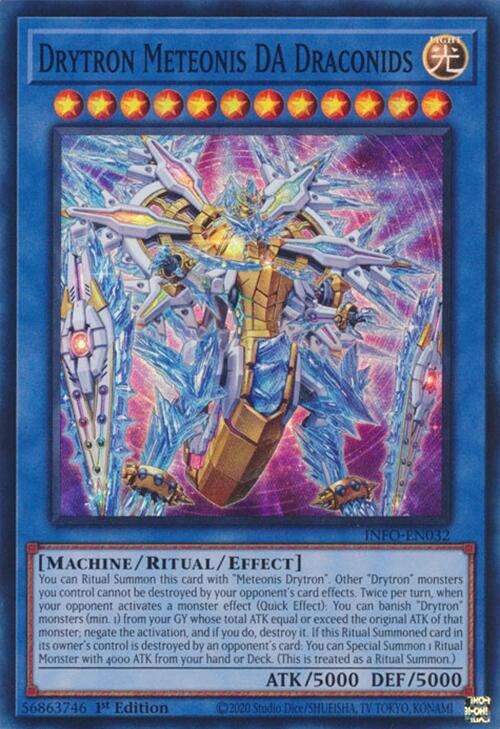 DRYTRON METEONIS DA DRACONIDS
LIGHT
光
INFO-EN032
[MACHINE/RITUAL/EFFECT]
You can Ritual Summon this card with "Meteonis Drytron". Other "Drytron" monsters
you control cannot be destroyed by your opponent's card effects. Twice per turn, when
your opponent activates a monster effect (Quick Effect): You can banish "Drytron"
monsters (min. 1) from your GY whose total ATK equal or exceed the original ATK of that
monster; negate the activation, and if you do, destroy it. If this Ritual Summoned card in
its owner's control is destroyed by an opponent's card: You can Special Summon 1 Ritual
Monster with 4000 ATK from your hand or Deck. (This is treated as a Ritual Summon.)
ATK/5000 DEF/5000
56863746 1st Edition ©2020 Studio Dice/SHUEISHA, TV TOKYO, KONAMI